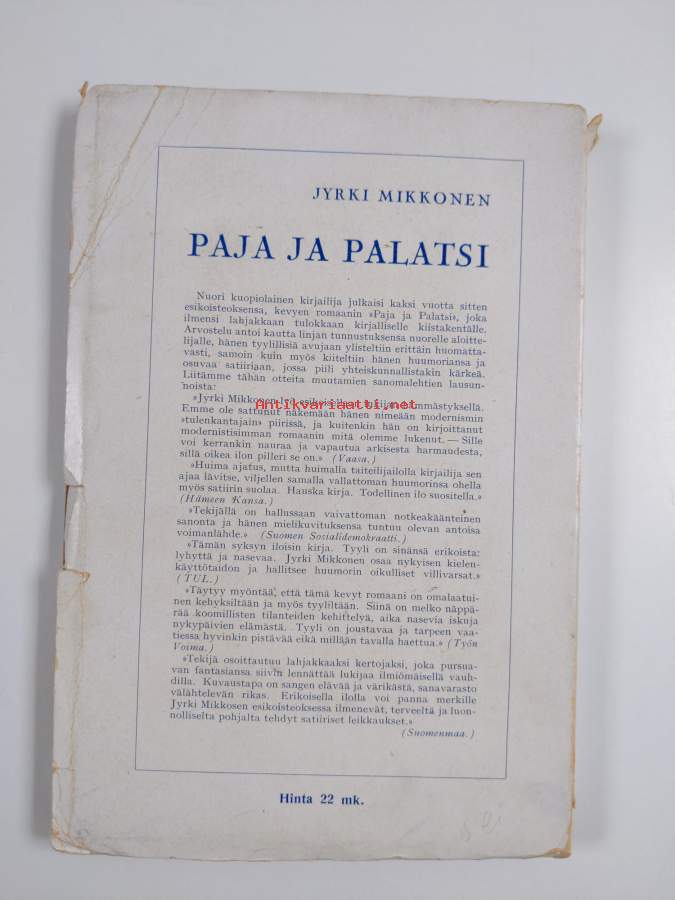 JYRKI MIKKONEN
PAJA JA PALATSI
Nuori kuopiolainen kirjailija julkaisi kaksi vuotta sitten
esikoisteoksensa, kevyen romaanin »Paja ja Palatsi», joka
ilmensi lahjakkaan tulokkaan kirjalliselle kiistakentälle.
Arvostelu antoi kautta linjan tunnustuksensa nuorelle aloitte-
lijalle, hänen tyylillisiä avujaan ylisteltiin erittäin huomatta-
vasti, samoin kuin myös kiiteltiin hänen huumoriansa ja
osuvaa satiiriaan, jossa piili yhteiskunnallistakin kärkeä.
Liitämme tähän otteita muutamien sanomalehtien lausun-
noista:
»Jyrki Mikkonen lyö esikoisellaan lukijan hämmästyksellä.
Antikvariaatti.net
Emme ole sattunut näkemään hänen nimeään modernismin
»tulenkantajain» piirissä, ja kuitenkin hän on kirjoittanut
modernistisimman romaanin mitä olemme lukenut. — Sille
voi kerrankin nauraa ja vapautua arkisesta harmaudesta,
sillä oikea ilon pilleri se on.» (Vaasa.)
»Huima ajatus, mutta huimalla taiteilijailolla kirjailija sen
ajaa lävitse, viljellen samalla vallattoman huumorinsa ohella
myös satiirin suolaa. Hauska kirja. Todellinen ilo suositella.»
(Hämeen Kansa.)
»Tekijällä on hallussaan vaivattoman notkeakäänteinen
sanonta ja hänen mielikuvituksensa tuntuu olevan antoisa
voimanlähde.» (Suomen Sosialidemokraatti.)
»Tämän syksyn iloisin kirja. Tyyli on sinänsä erikoista:
lyhyttä ja nasevaa. Jyrki Mikkonen osaa nykyisen kielen-
käyttötaidon ja hallitsee huumorin oikulliset villivarsat.»
(TUL.)
»Täytyy myöntää, että tämä kevyt romaani on omalaatui-
nen kehyksiltään ja myös tyyliltään. Siinä on melko näppä-
rää koomillisten tilanteiden kehittelyä, aika nasevia iskuja
nykypäivien elämästä. Tyyli on joustavaa ja tarpeen vaa-
tiessa hyvinkin pistävää eikä millään tavalla haettua.» (Työn
Voima.)
»Tekijä osoittautuu lahjakkaaksi kertojaksi, joka pursua-
van fantasiansa siivin lennättää lukijaa ilmiömäisellä vauh-
dilla. Kuvaustapa on sangen elävää ja värikästä, sanavarasto
välähtelevän rikas. Erikoisella ilolla voi panna merkille
Jyrki Mikkosen esikoisteoksessa ilmenevät, terveeltä ja luon-
nolliselta pohjalta tehdyt satiiriset leikkaukset.»
(Suomenmaa.)
Hinta 22 mk.